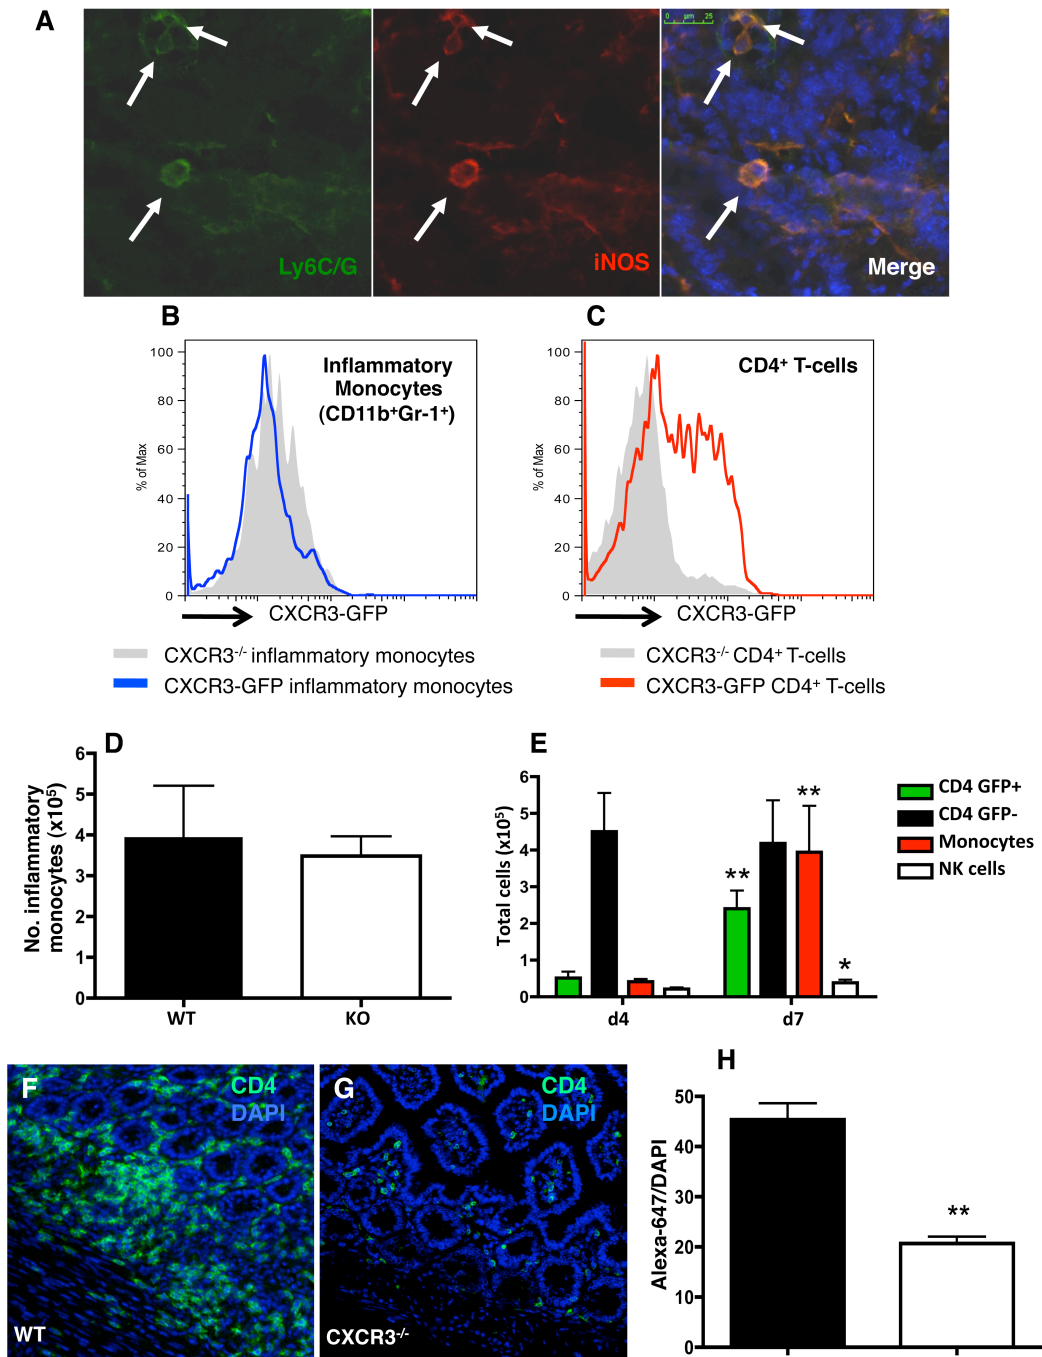 A
0 µm 25
Ly6C/G
iNOS
Merge
B
100
80
60
40
20
0
% of Max
Inflammatory
Monocytes
(CD11b⁺Gr-1⁺)
CXCR3-GFP
CXCR3⁻/⁻ inflammatory monocytes
CXCR3-GFP inflammatory monocytes
C
100
80
60
40
20
0
% of Max
CD4⁺ T-cells
CXCR3-GFP
CXCR3⁻/⁻ CD4⁺ T-cells
CXCR3-GFP CD4⁺ T-cells
D
No. inflammatory
monocytes (x10⁵)
6
5
4
3
2
1
0
WT
KO
E
Total cells (x10⁵)
6
5
4
3
2
1
0
**
**
*
d4
d7
CD4 GFP+
CD4 GFP-
Monocytes
NK cells
F
CD4
DAPI
WT
G
CD4
DAPI
CXCR3⁻/⁻
H
Alexa-647/DAPI
50
40
30
20
10
0
**